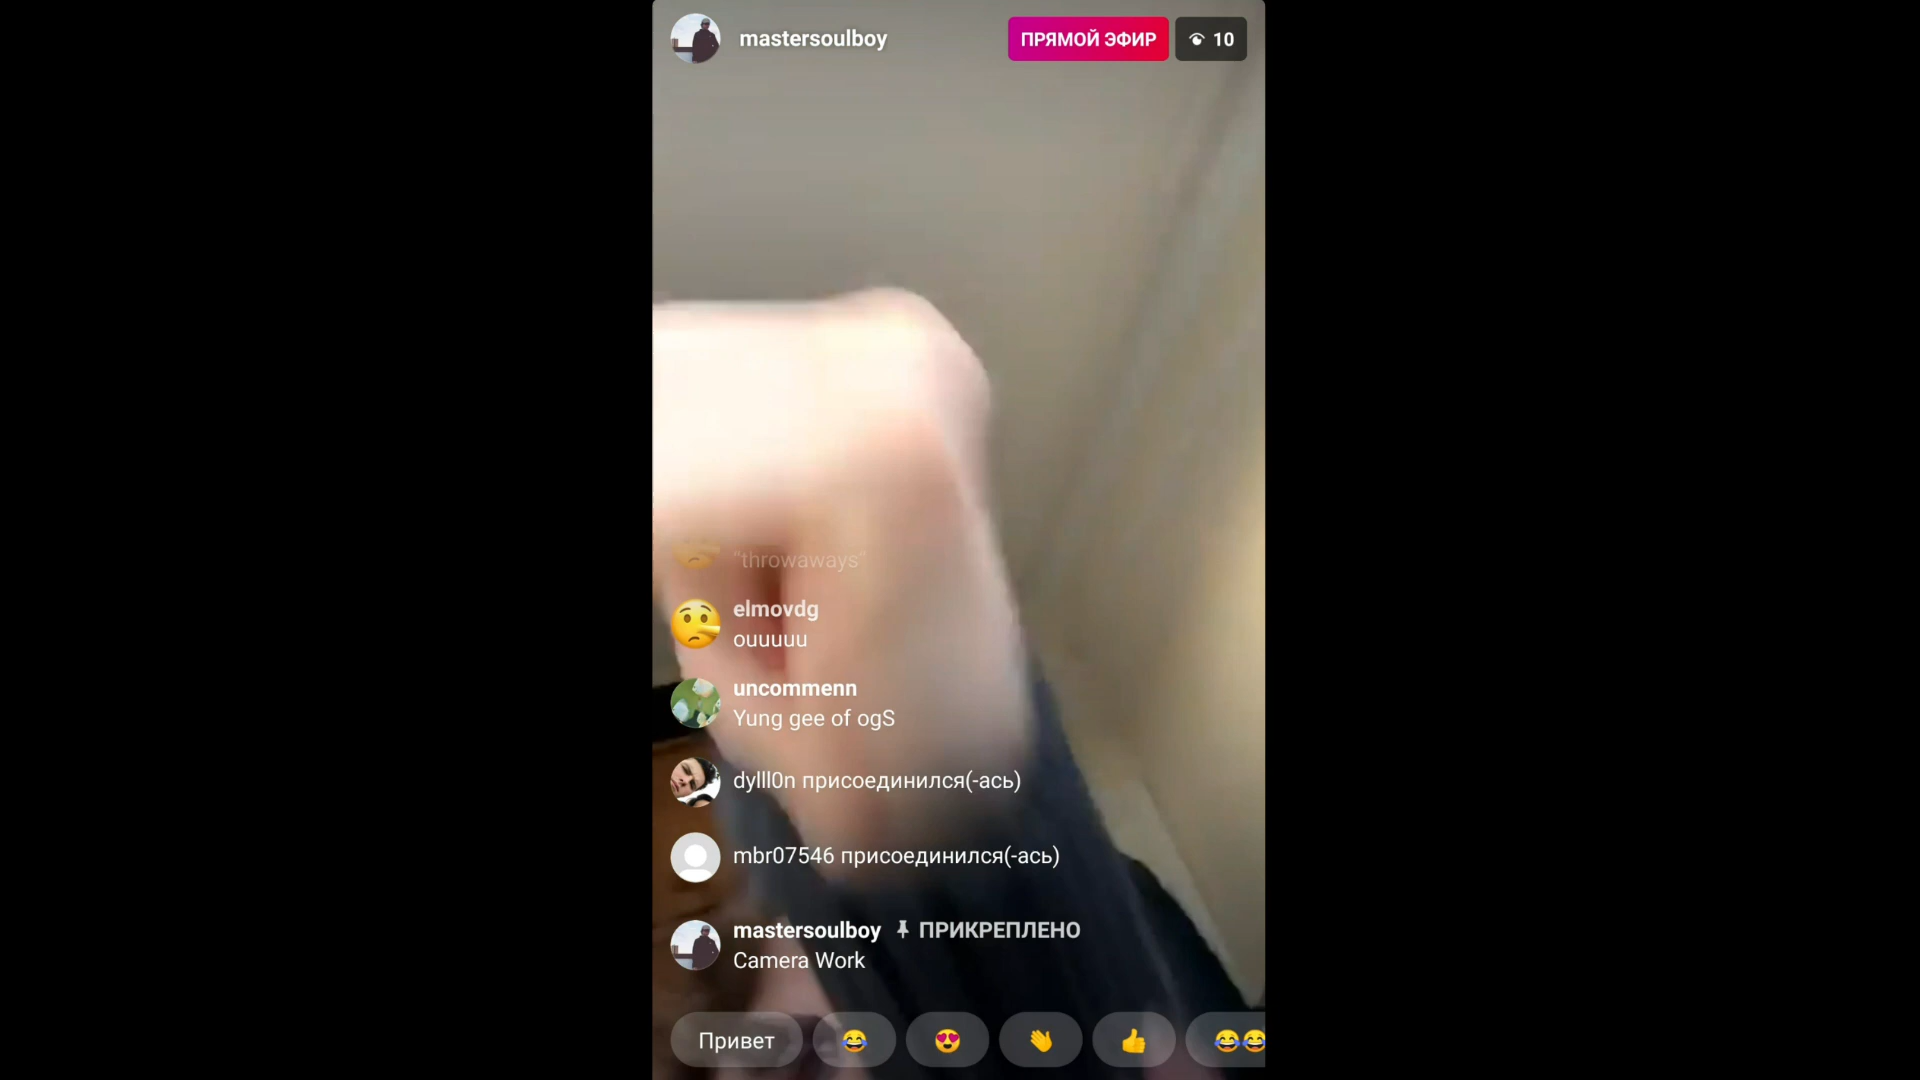 mastersoulboy
ПРЯМОЙ ЭФИР
10
"throwaways"
elmovdg
ouuuuu
uncommenn
Yung gee of ogS
dylll0n присоединился(-ась)
mbr07546 присоединился(-ась)
mastersoulboy ПРИКРЕПЛЕНО
Camera Work
Привет